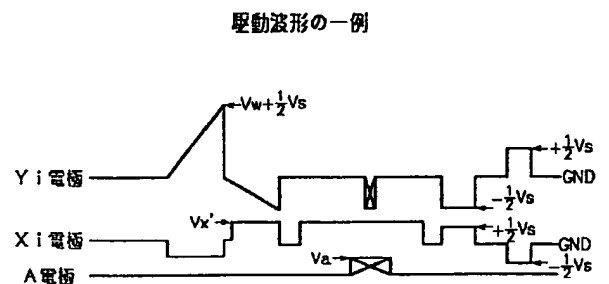 駆動波形の一例
Vw+1/2Vs
+1/2Vs
Yi電極
GND
-1/2Vs
Vx'
+1/2Vs
Xi電極
GND
Va
-1/2Vs
A電極